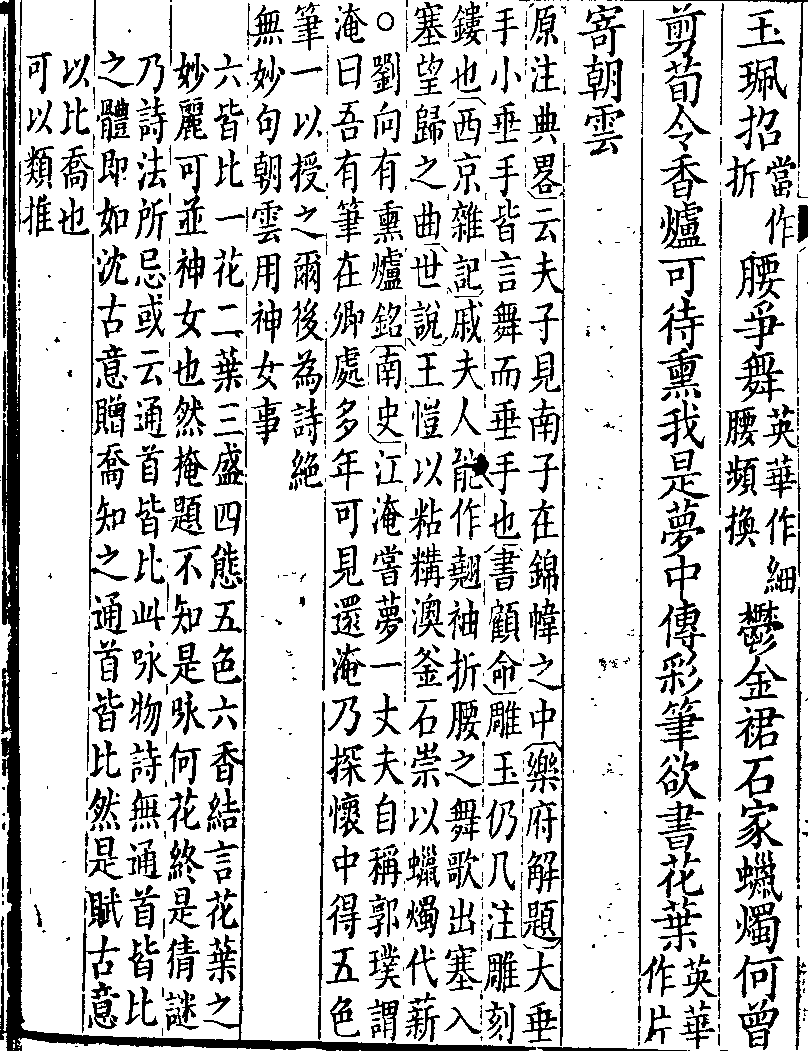 玉珮招當作折腰爭舞英華作細腰頻換鬱金裙石家蠟燭何曾
剪荀令香爐可待熏我是夢中傳彩筆欲書花葉英華作片
寄朝雲
原注典畧云夫子見南子在錦幃之中樂府解題大垂
手小垂手皆言舞而垂手也書顧命雕玉仍几注雕刻
鏤也西京雜記戚夫人能作翹袖折腰之舞歌出塞入
塞望歸之曲世說王愷以粘糒澳釜石崇以蠟燭代薪
○劉向有熏爐銘南史江淹嘗夢一丈夫自稱郭璞謂
淹曰吾有筆在卿處多年可見還淹乃探懷中得五色
筆一以授之爾後為詩絕
無妙句朝雲用神女事
六皆比一花二葉三盛四態五色六香結言花葉之
妙麗可並神女也然掩題不知是咏何花終是猜謎
乃詩法所忌或云通首皆比此咏物詩無通首皆比
之體即如沈古意贈喬知之通首皆比然是賦古意
以比喬也
可以類推